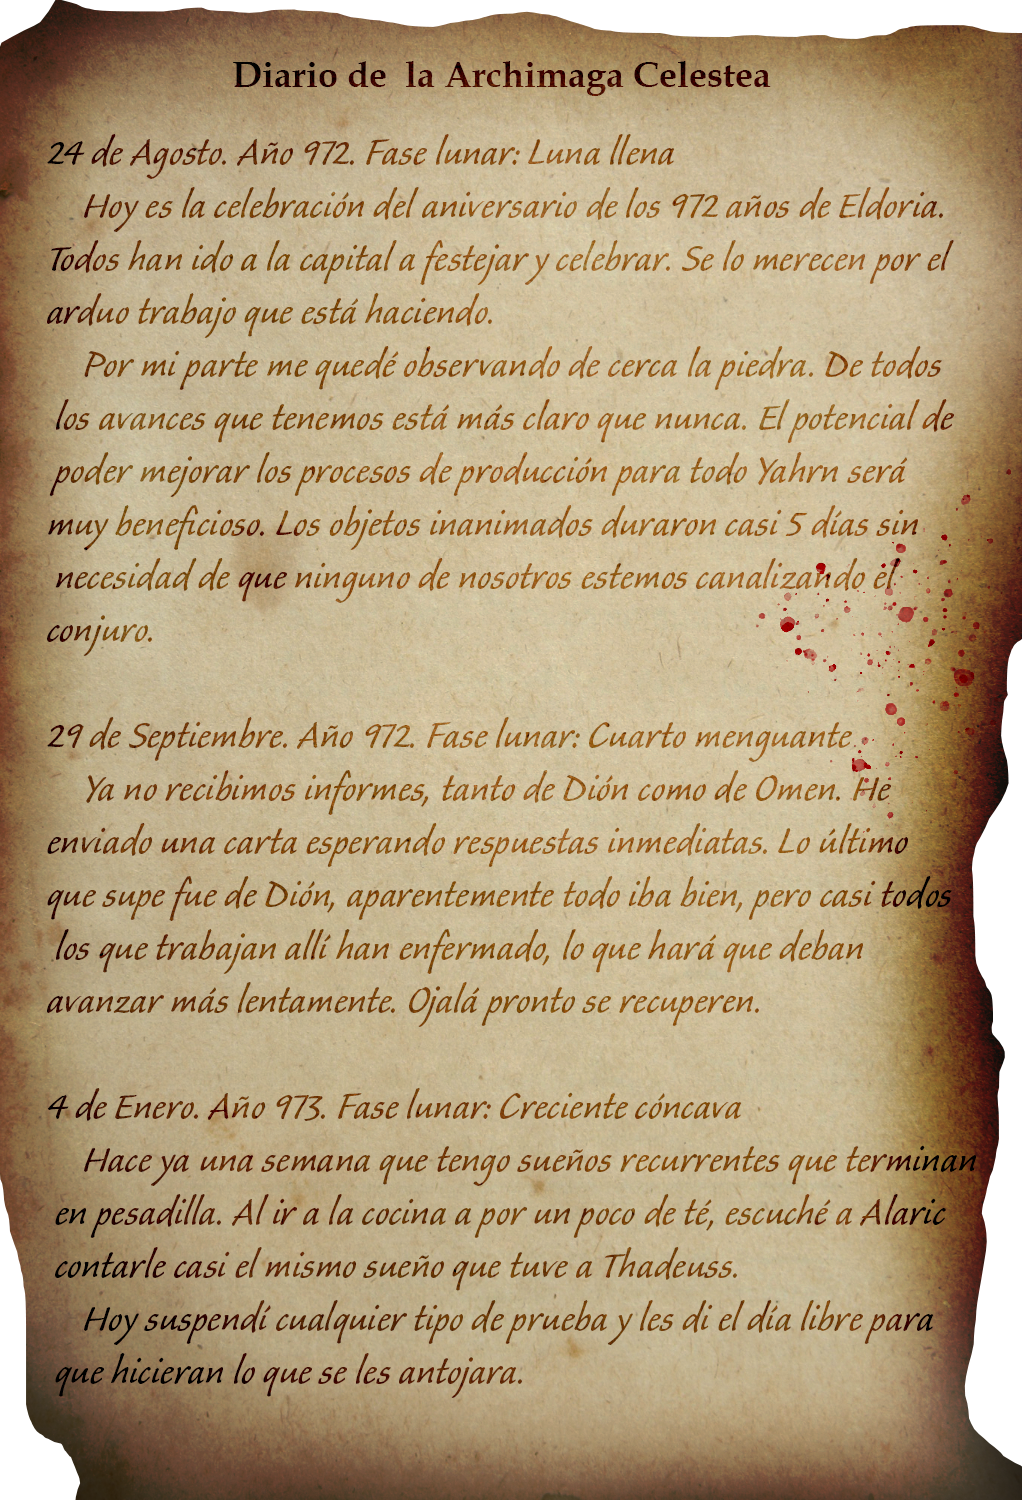 Diario de la Archimaga Celestea
24 de Agosto. Año 972. Fase lunar: Luna llena
Hoy es la celebración del aniversario de los 972 años de Eldoria.
Todos han ido a la capital a festejar y celebrar. Se lo merecen por el
arduo trabajo que está haciendo.
Por mi parte me quedé observando de cerca la piedra. De todos
los avances que tenemos está más claro que nunca. El potencial de
poder mejorar los procesos de producción para todo Yahrn será
muy beneficioso. Los objetos inanimados duraron casi 5 días sin
necesidad de que ninguno de nosotros estemos canalizando el
conjuro.
29 de Septiembre. Año 972. Fase lunar: Cuarto menguante.
Ya no recibimos informes, tanto de Dión como de Omen. He
enviado una carta esperando respuestas inmediatas. Lo último
que supe fue de Dión, aparentemente todo iba bien, pero casi todos
los que trabajan allí han enfermado, lo que hará que deban
avanzar más lentamente. Ojalá pronto se recuperen.
4 de Enero. Año 973. Fase lunar: Creciente cóncava
Hace ya una semana que tengo sueños recurrentes que terminan
en pesadilla. Al ir a la cocina a por un poco de té, escuché a Alaric
contarle casi el mismo sueño que tuve a Thadeuss.
Hoy suspendí cualquier tipo de prueba y les di el día libre para
que hicieran lo que se les antojara.